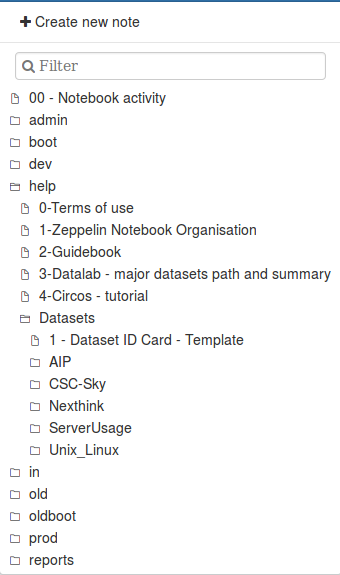 Create new note
Filter
00 - Notebook activity
admin
boot
dev
help
0-Terms of use
1-Zeppelin Notebook Organisation
2-Guidebook
3-Datalab - major datasets path and summary
4-Circos - tutorial
Datasets
1 - Dataset ID Card - Template
AIP
CSC-Sky
Nexthink
ServerUsage
Unix_Linux
in
old
oldboot
prod
reports